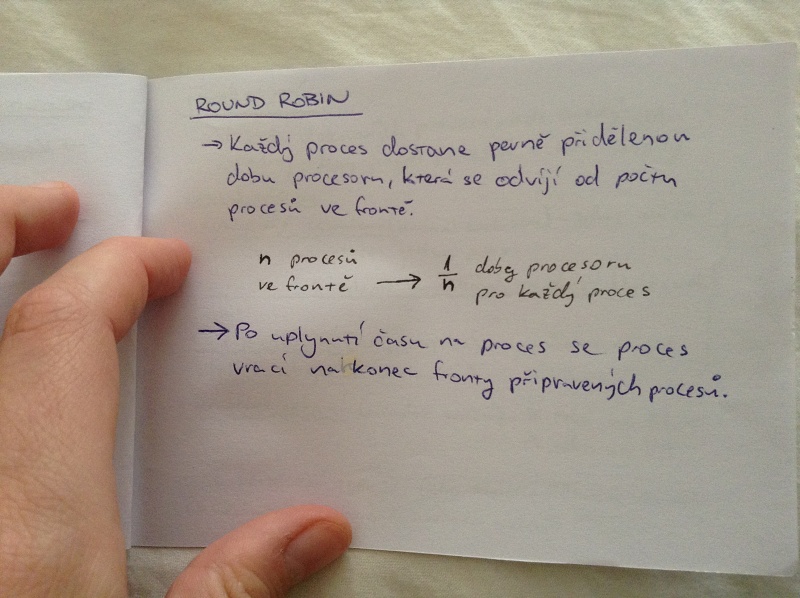 ROUND ROBIN
→ Každý proces dostane pevně přidělenou
dobu procesoru, která se odvíjí od počtu
procesů ve frontě.
n procesů
ve frontě → 1/n doby procesoru
pro každý proces
→ Po uplynutí času na proces se proces
vrací na konec fronty připravených procesů.